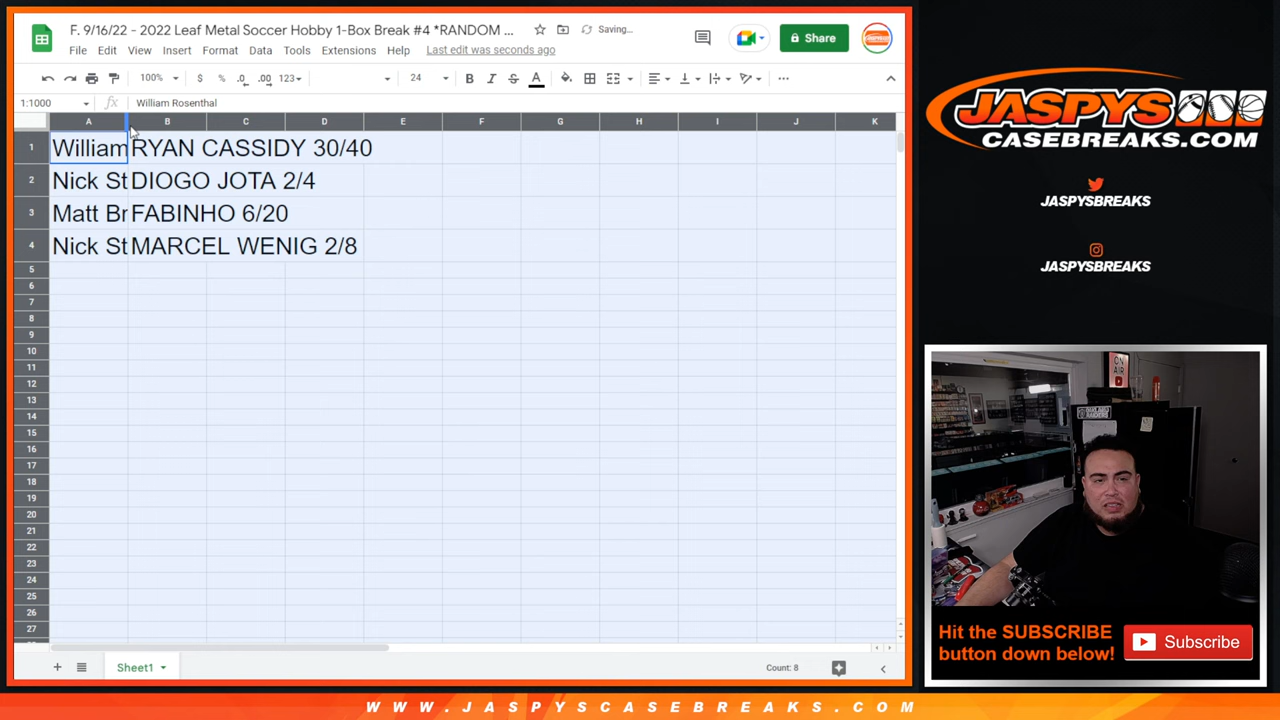 F. 9/16/22 - 2022 Leaf Metal Soccer Hobby 1-Box Break #4 *RANDOM ...
Saving...
Share
File Edit View Insert Format Data Tools Extensions Help Last edit was seconds ago
100% $ % .0 .00 123 24 B I S A ...
1:1000 fx William Rosenthal
A B C D E F G H I J K
1 William RYAN CASSIDY 30/40
2 Nick St DIOGO JOTA 2/4
3 Matt Br FABINHO 6/20
4 Nick St MARCEL WENIG 2/8
5
6
7
8
9
10
11
12
13
14
15
16
17
18
19
20
21
22
23
24
25
26
27
Sheet1
Count: 8
JASPYS
CASEBREAKS.COM
JASPYSBREAKS
JASPYSBREAKS
ON
AIR
Hit the SUBSCRIBE
button down below!
Subscribe
WWW.JASPYSCASEBREAKS.COM